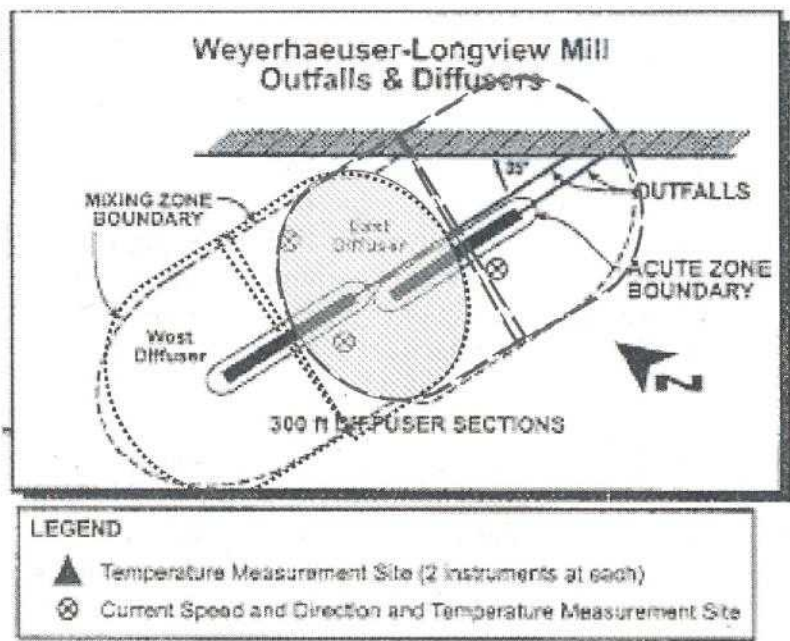 Weyerhaeuser-Longview Mill
Outfalls & Diffusers
35°
MIXING ZONE
BOUNDARY
OUTFALLS
East
Diffuser
ACUTE ZONE
BOUNDARY
West
Diffuser
N
300 ft DIFFUSER SECTIONS
LEGEND
Temperature Measurement Site (2 instruments at each)
Current Speed and Direction and Temperature Measurement Site